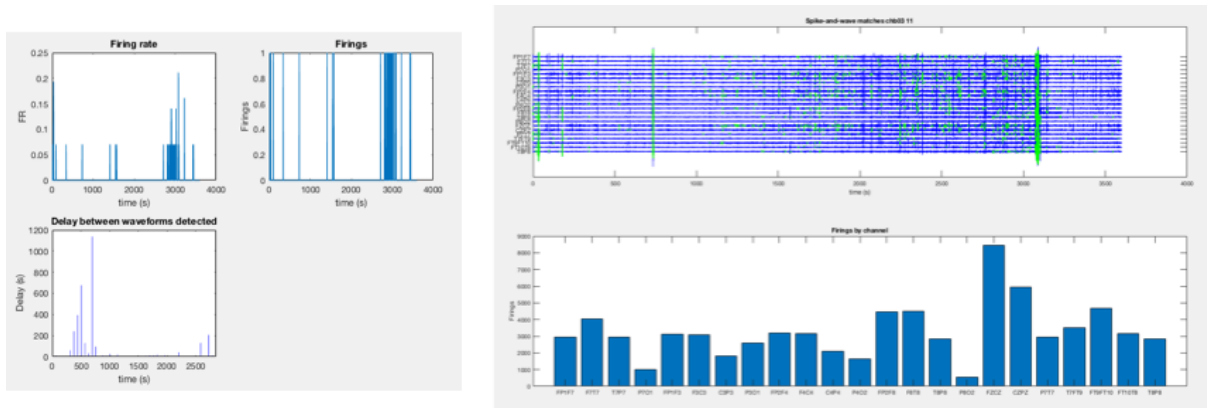 Firing rate
0.25
0.2
0.15
0.1
0.05
0
FR
0 1000 2000 3000 4000
time (s)
Firings
1
0.8
0.6
0.4
0.2
0
Firings
0 1000 2000 3000 4000
time (s)
Delay between waveforms detected
1200
1000
800
600
400
200
0
Delay (s)
0 500 1000 1500 2000 2500
time (s)
Spike-and-wave matches chb03 11
0 500 1000 1500 2000 2500 3000 3500 4000
time (s)
Firings by channel
9000
8000
7000
6000
5000
4000
3000
2000
1000
0
Firings
FP1F7 F7T7 T7P7 P7O1 FP1F3 F3C3 C3P3 P3O1 FP2F4 F4C4 C4P4 P4O2 FP2F8 F8T8 T8P8 P8O2 FZCZ CZPZ P7T7 T7FT9 FT9FT10 FT10T8 T8P8